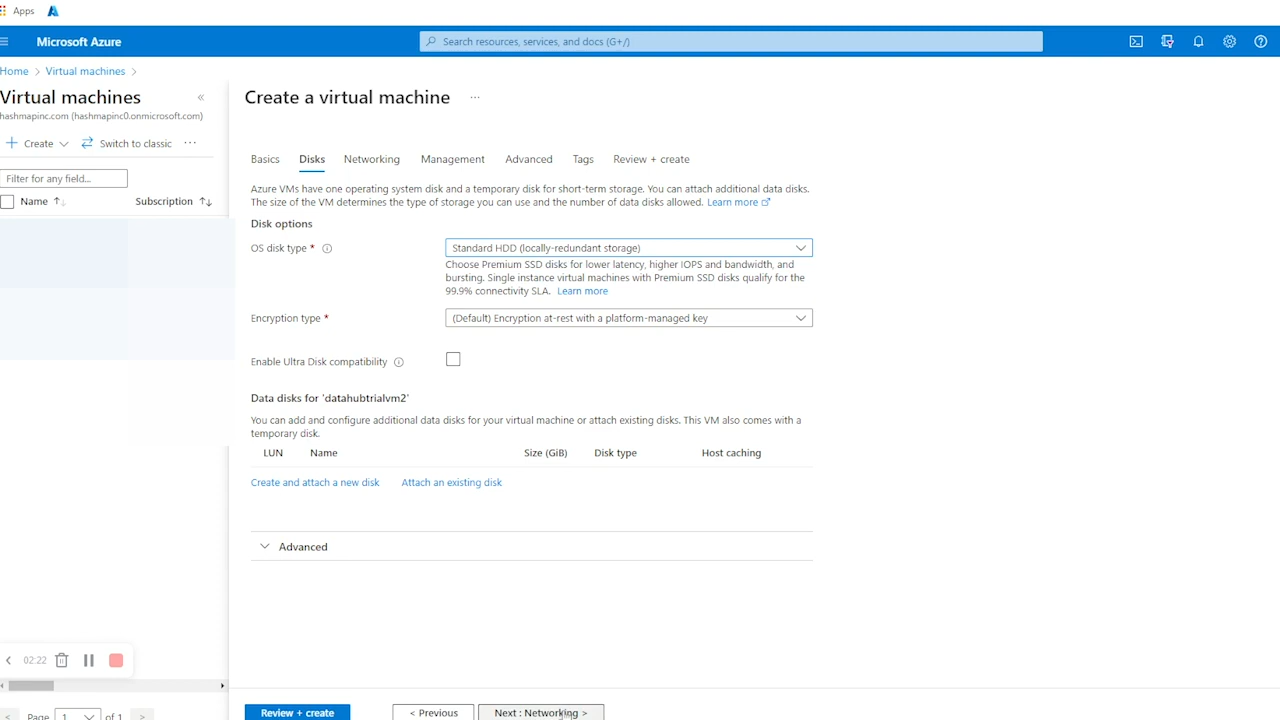 Apps
Microsoft Azure
Search resources, services, and docs (G+/)
Home > Virtual machines >
Virtual machines
hashmapinc.com (hashmapinc0.onmicrosoft.com)
Create
Switch to classic
Filter for any field...
Name
Subscription
Create a virtual machine
Basics Disks Networking Management Advanced Tags Review + create
Azure VMs have one operating system disk and a temporary disk for short-term storage. You can attach additional data disks.
The size of the VM determines the type of storage you can use and the number of data disks allowed. Learn more
Disk options
OS disk type *
Standard HDD (locally-redundant storage)
Choose Premium SSD disks for lower latency, higher IOPS and bandwidth, and
bursting. Single instance virtual machines with Premium SSD disks qualify for the
99.9% connectivity SLA. Learn more
Encryption type *
(Default) Encryption at-rest with a platform-managed key
Enable Ultra Disk compatibility
Data disks for 'datahubtrialvm2'
You can add and configure additional data disks for your virtual machine or attach existing disks. This VM also comes with a
temporary disk.
LUN Name Size (GiB) Disk type Host caching
Create and attach a new disk Attach an existing disk
Advanced
02:22
< Page 1 of 1 >
Review + create
< Previous
Next : Networking >